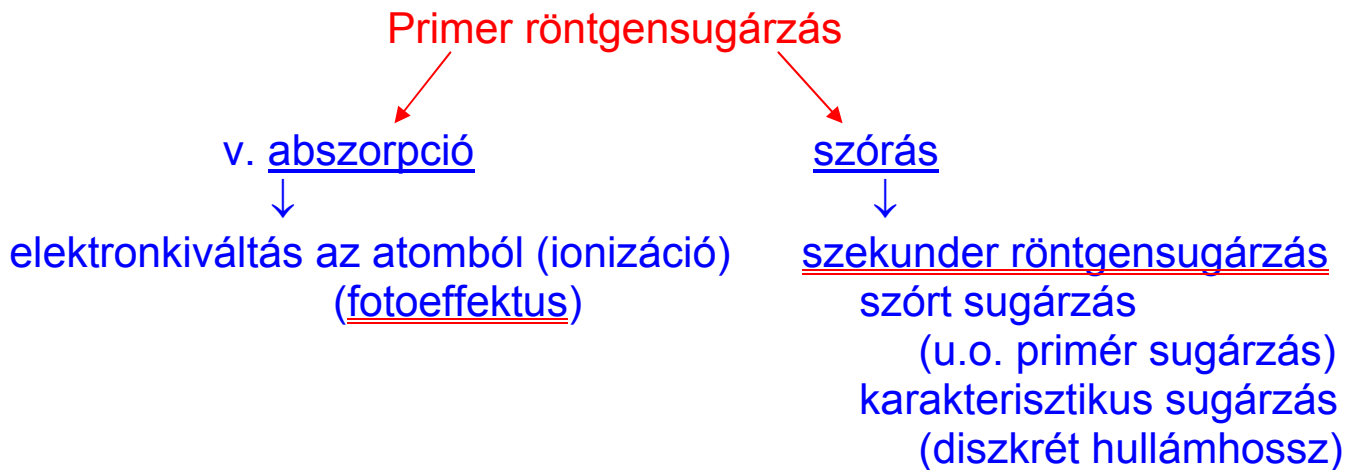 Primer röntgensugárzás
v. abszorpció
szórás
↓
↓
elektronkiváltás az atomból (ionizáció)
(fotoeffektus)
szekunder röntgensugárzás
szórt sugárzás
(u.o. primér sugárzás)
karakterisztikus sugárzás
(diszkrét hullámhossz)